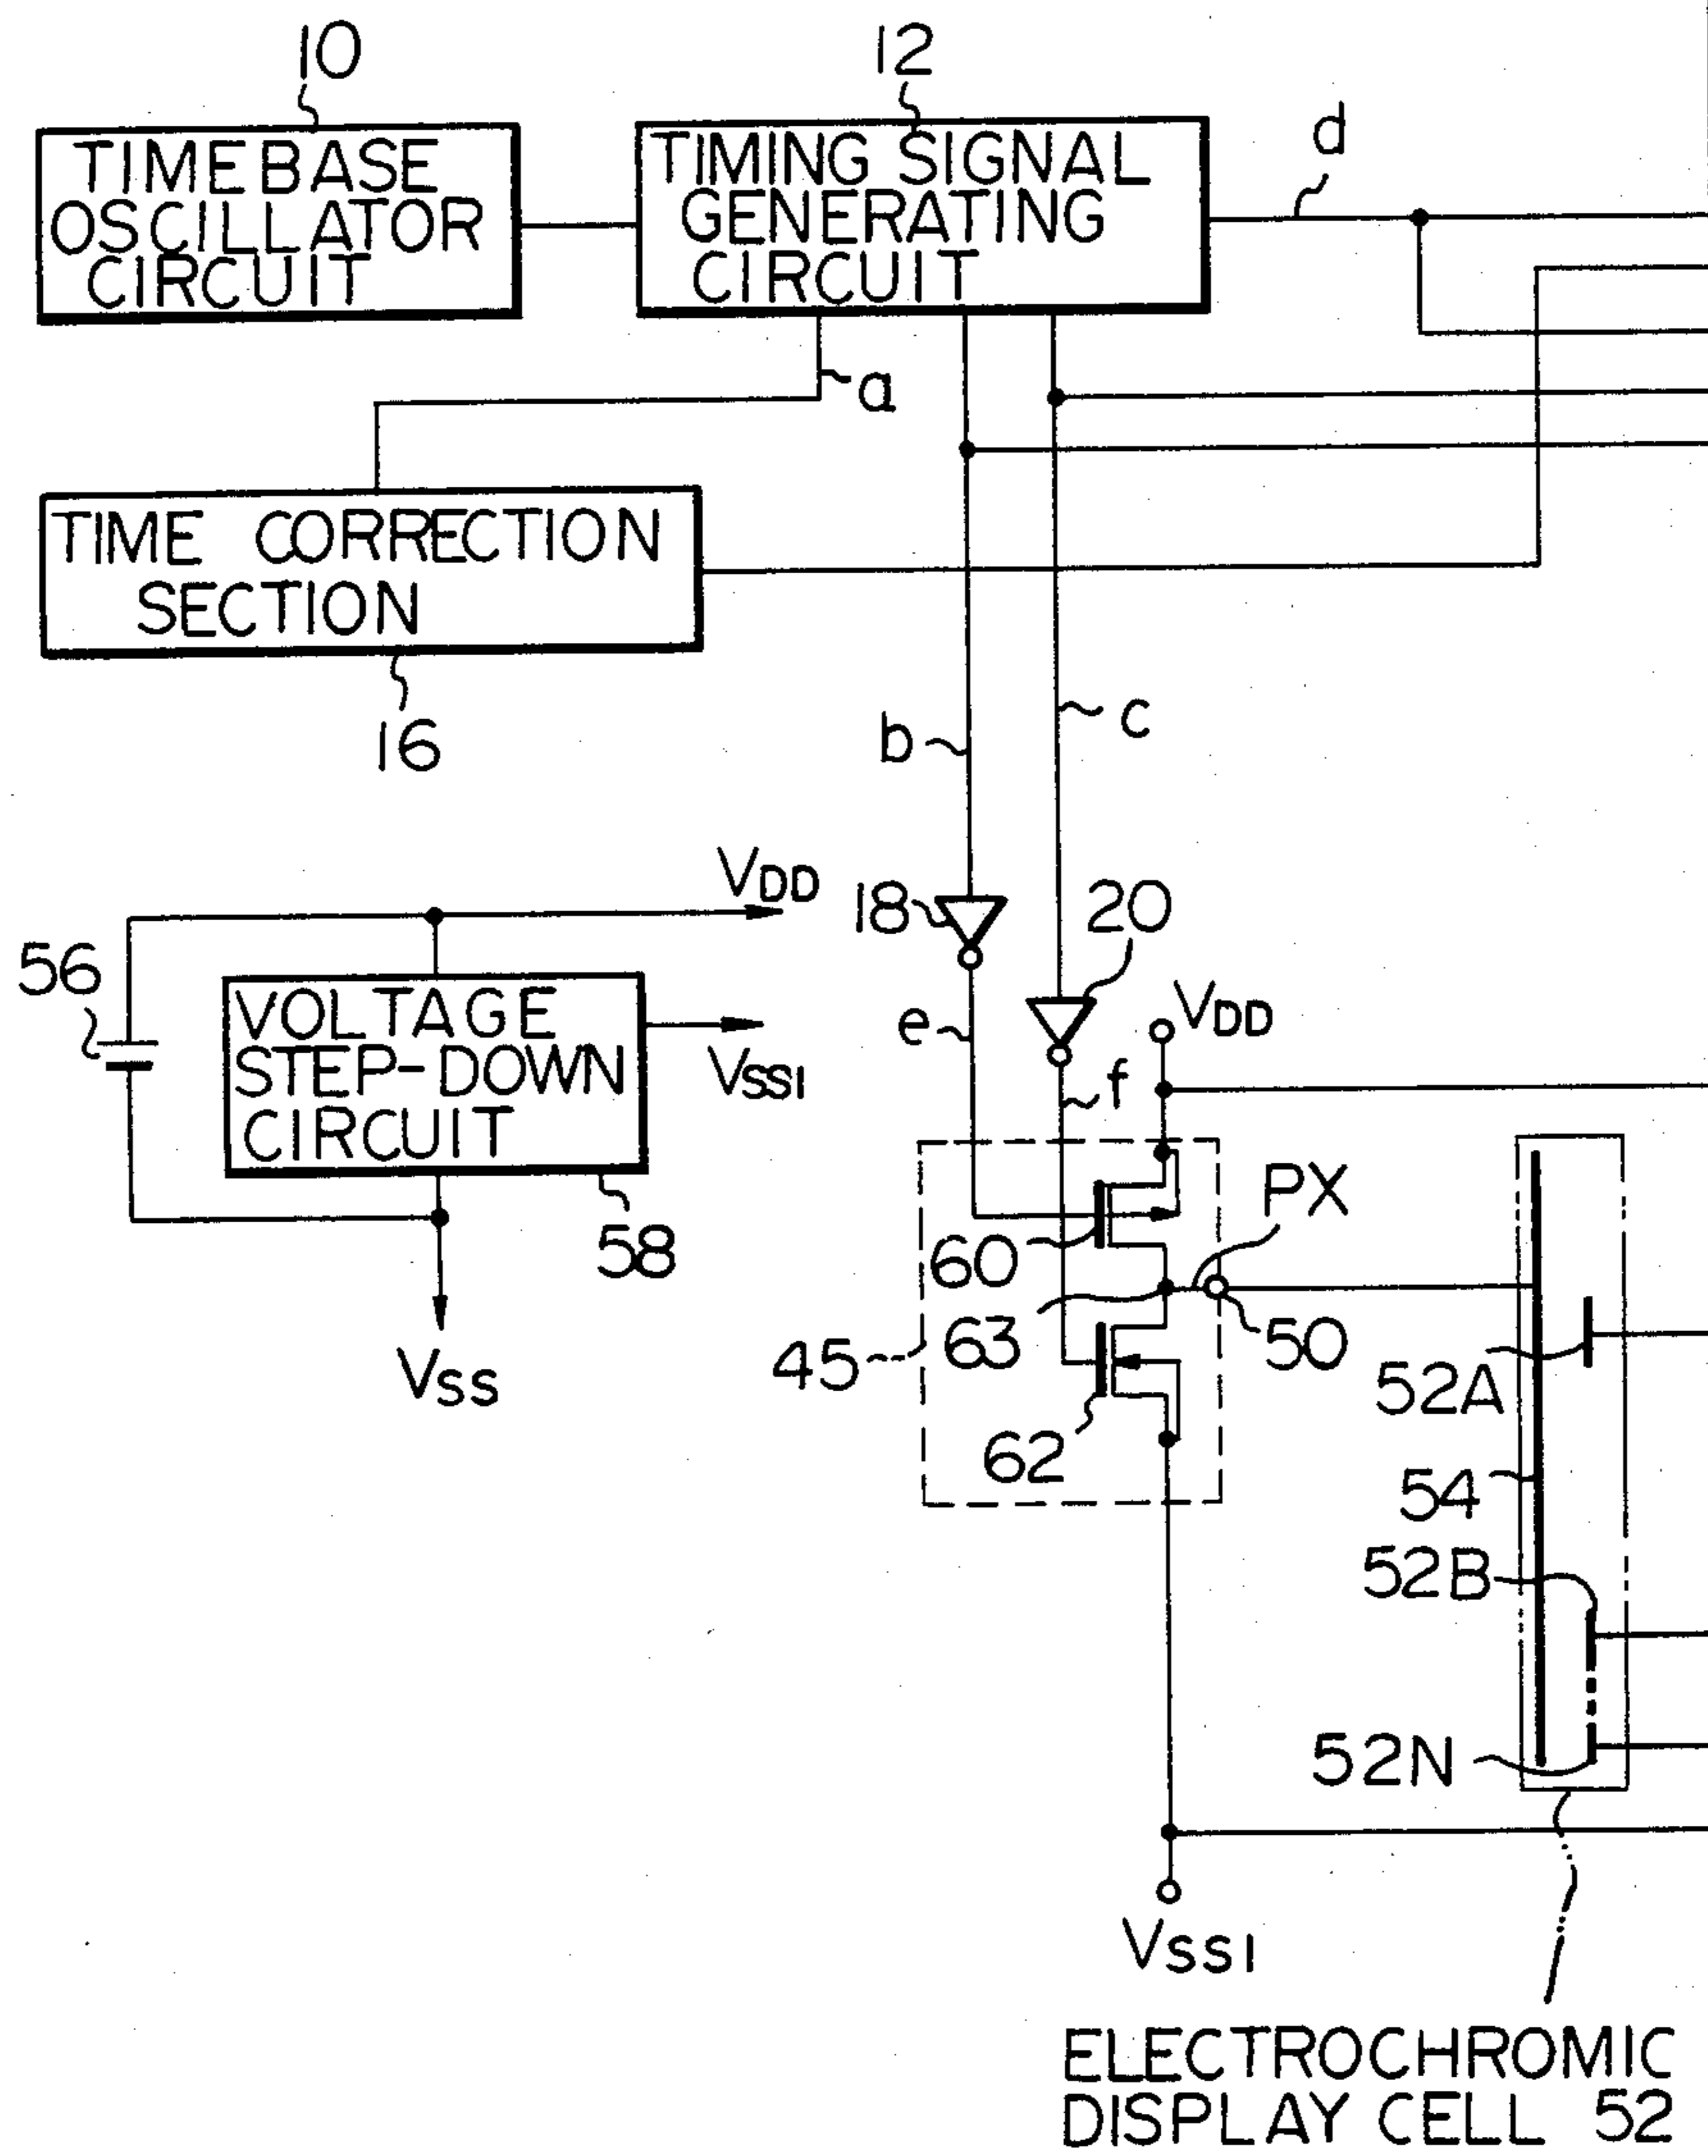 10
12
TIMEBASE
OSCILLATOR
CIRCUIT
TIMING SIGNAL
GENERATING
CIRCUIT
d
a
TIME CORRECTION
SECTION
16
b
c
VDD
18
20
56
VOLTAGE
STEP-DOWN
CIRCUIT
VSS1
e
VDD
f
58
VSS
PX
60
63
50
45
62
52A
54
52B
52N
VSS1
ELECTROCHROMIC
DISPLAY CELL 52